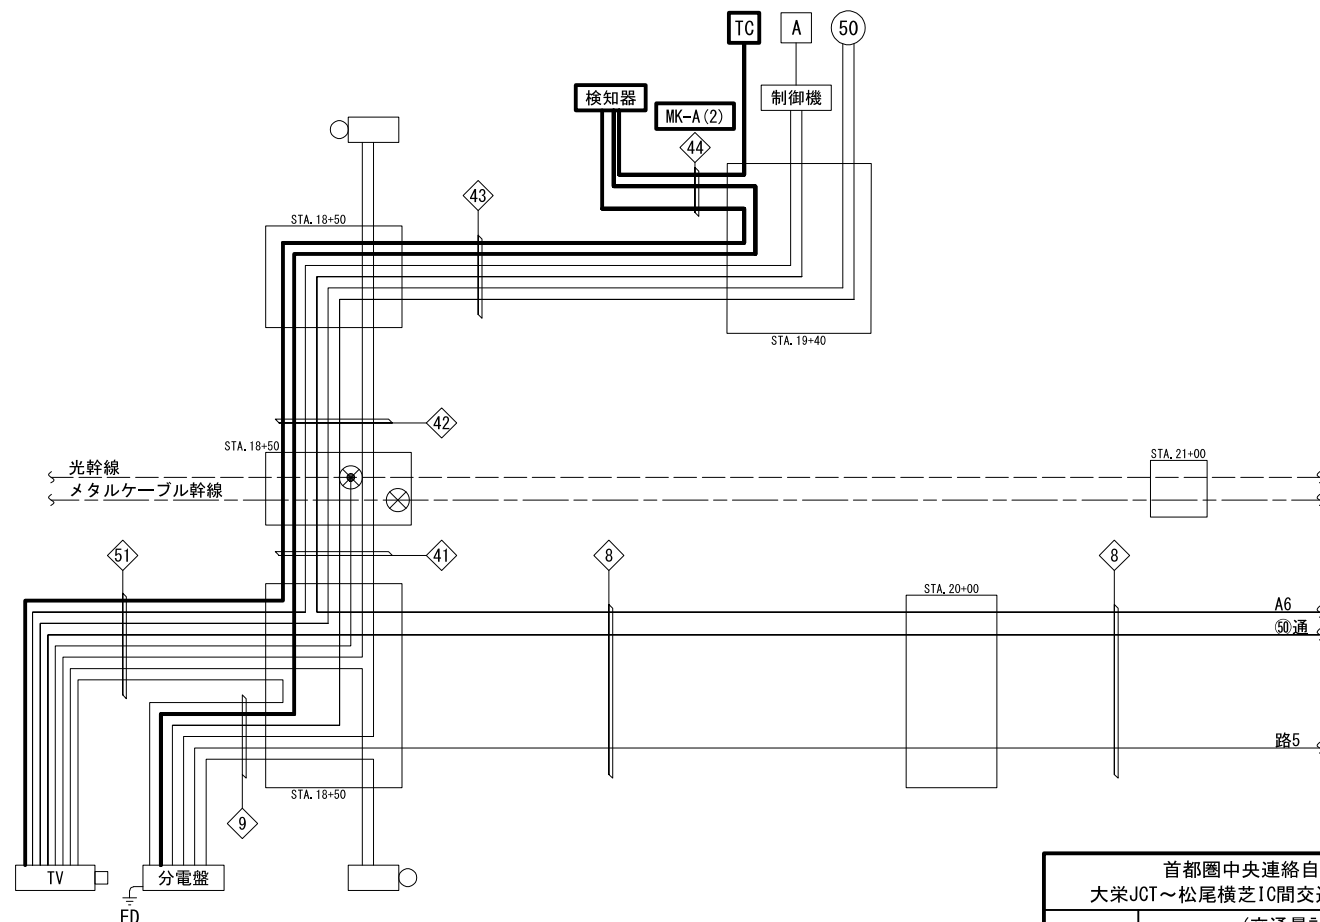 TC
A
50
検知器
MK-A(2)
制御機
44
43
STA.18+50
STA.19+40
42
STA.18+50
光幹線
メタルケーブル幹線
STA.21+00
51
41
8
8
STA.20+00
A6
㊿通
路5
STA.18+50
9
TV
分電盤
ED
首都圏中央連絡自
大栄JCT～松尾横芝IC間交